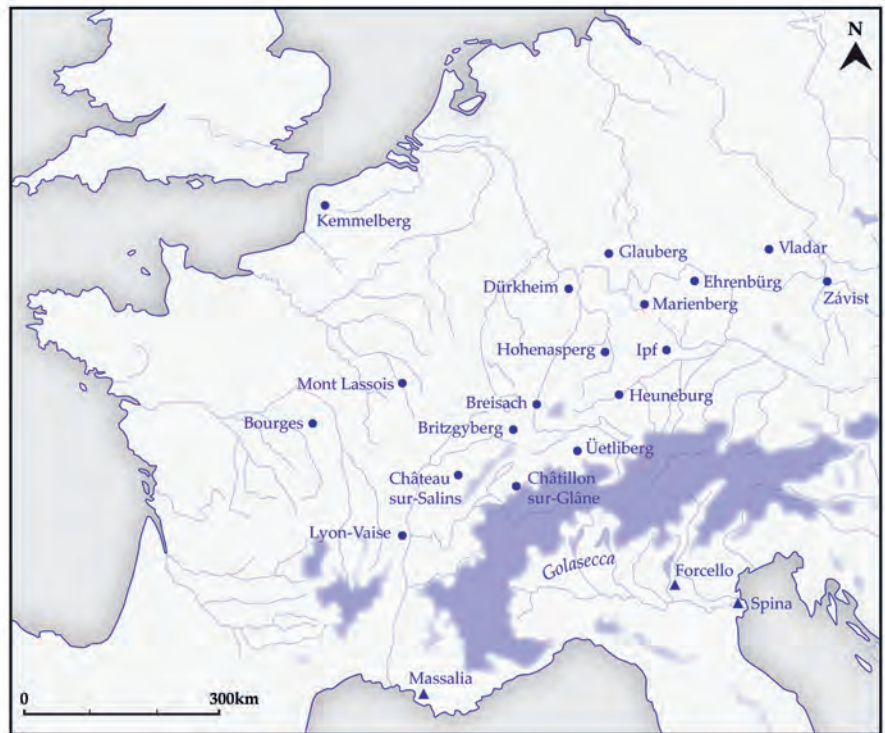 N
Kemmelberg
Glauberg
Vladar
Dürkheim
Ehrenbürg
Závist
Marienberg
Hohenasperg
Ipf
Mont Lassois
Heuneburg
Breisach
Bourges
Britzgyberg
Üetliberg
Château
sur-Salins
Châtillon
sur-Glâne
Lyon-Vaise
Golasecca
Forcello
Spina
Massalia
0
300km